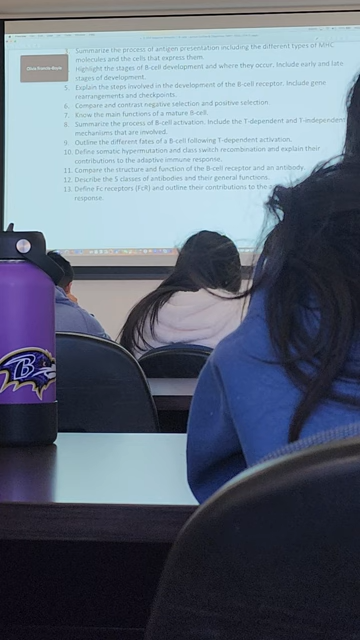 Summarize the process of antigen presentation including the different types of MHC
molecules and the cells that express them.
Highlight the stages of B-cell development and where they occur. Include early and late
stages of development.
5. Explain the steps involved in the development of the B-cell receptor. Include gene
rearrangements and checkpoints.
6. Compare and contrast negative selection and positive selection.
7. Know the main functions of a mature B-cell.
8. Summarize the process of B-cell activation. Include the T-dependent and T-independent
mechanisms that are involved.
9. Outline the different fates of a B-cell following T-dependent activation.
10. Define somatic hypermutation and class switch recombination and explain their
contributions to the adaptive immune response.
11. Compare the structure and function of the B-cell receptor and an antibody.
12. Describe the 5 classes of antibodies and their general functions.
13. Define Fc receptors (FcR) and outline their contributions to the
response.
B